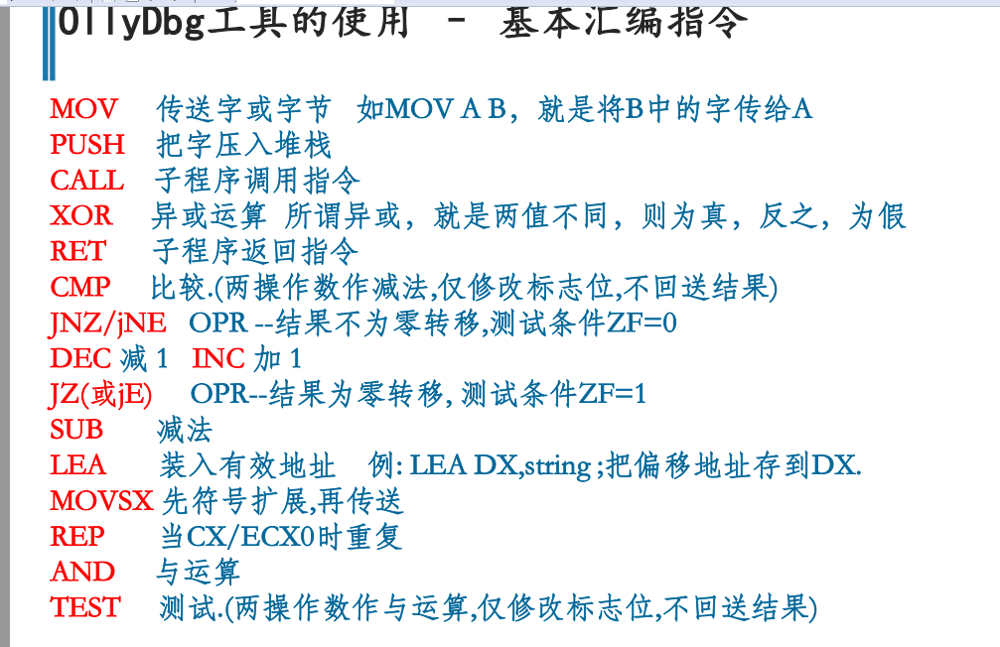 OllyDbg工具的使用 - 基本汇编指令
MOV 传送字或字节 如MOV A B，就是将B中的字传给A
PUSH 把字压入堆栈
CALL 子程序调用指令
XOR 异或运算 所谓异或，就是两值不同，则为真，反之，为假
RET 子程序返回指令
CMP 比较.(两操作数作减法,仅修改标志位,不回送结果)
JNZ/jNE OPR --结果不为零转移,测试条件ZF=0
DEC 减 1 INC 加 1
JZ(或jE) OPR--结果为零转移, 测试条件ZF=1
SUB 减法
LEA 装入有效地址 例: LEA DX,string ;把偏移地址存到DX.
MOVSX 先符号扩展,再传送
REP 当CX/ECX0时重复
AND 与运算
TEST 测试.(两操作数作与运算,仅修改标志位,不回送结果)